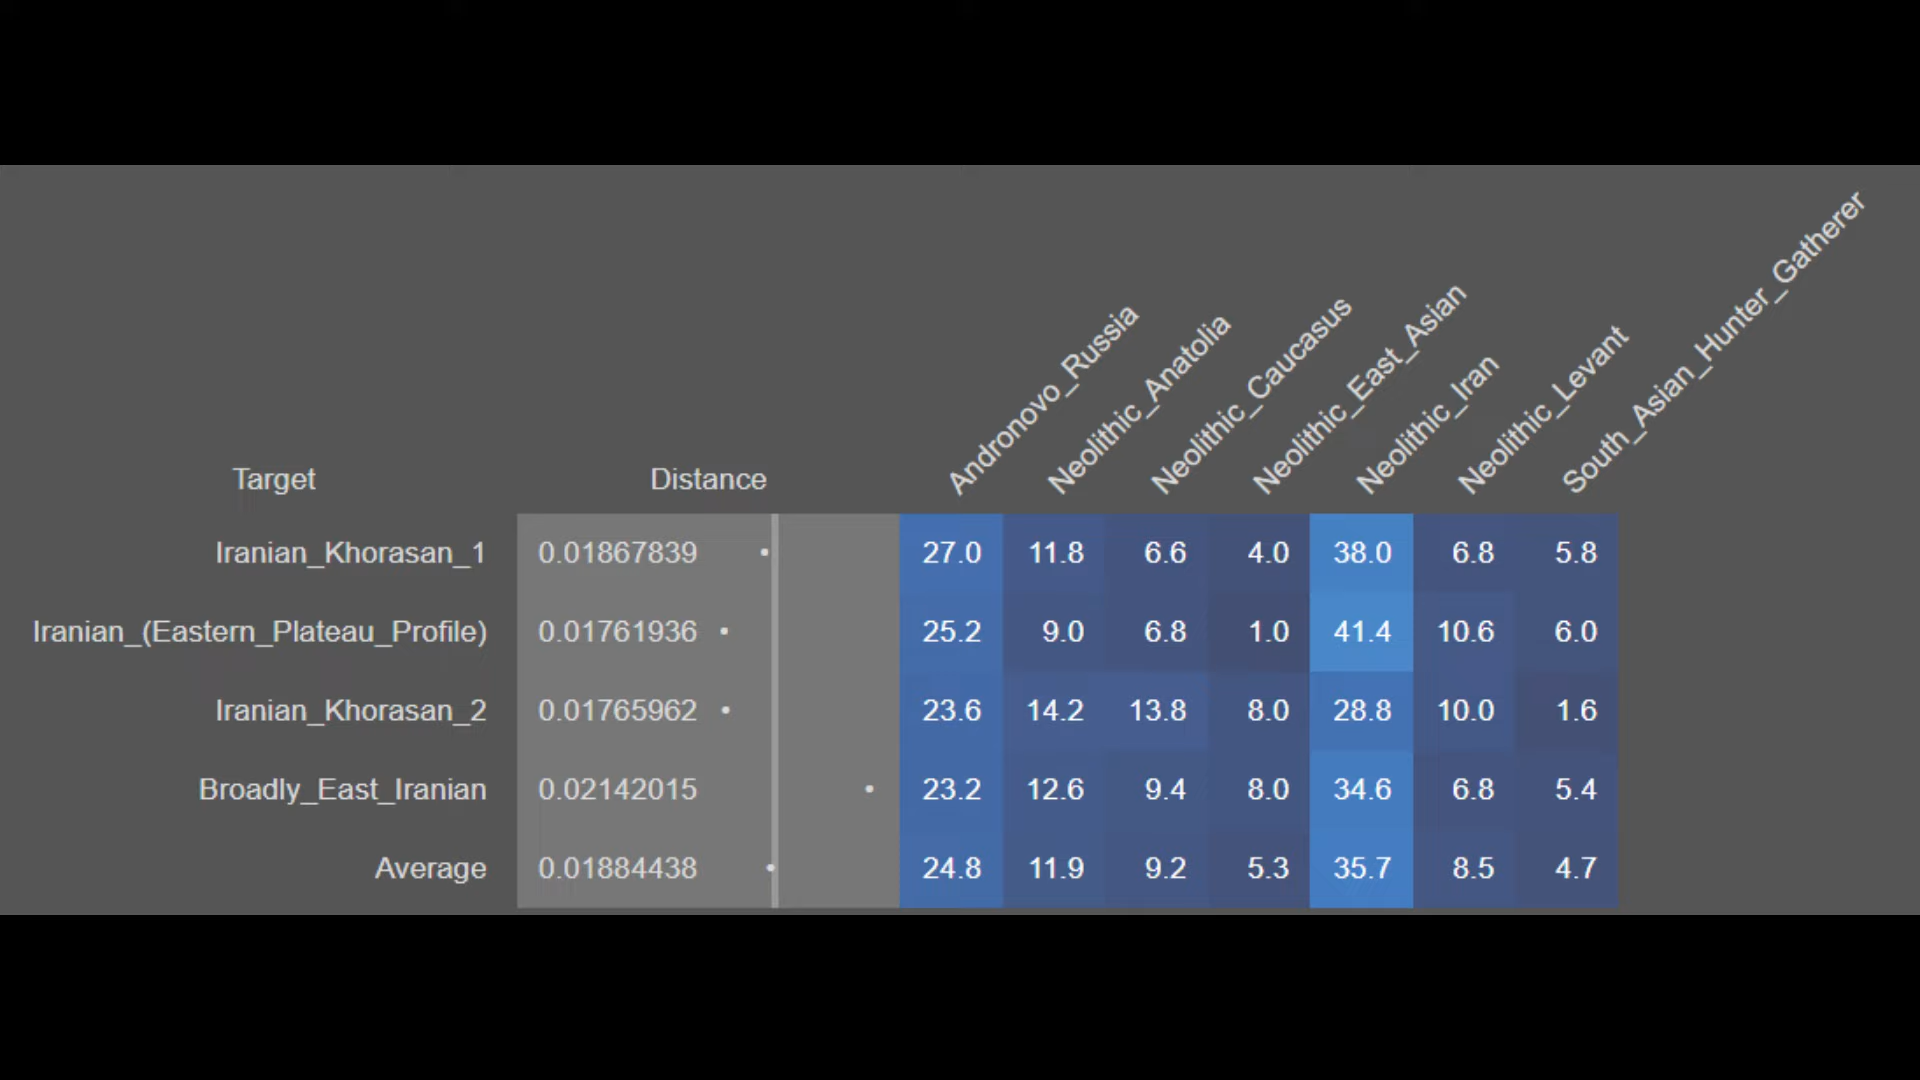 Target Distance Andronovo_Russia Neolithic_Anatolia Neolithic_Caucasus Neolithic_East_Asian Neolithic_Iran Neolithic_Levant South_Asian_Hunter_Gatherer
Iranian_Khorasan_1 0.01867839 27.0 11.8 6.6 4.0 38.0 6.8 5.8
Iranian_(Eastern_Plateau_Profile) 0.01761936 25.2 9.0 6.8 1.0 41.4 10.6 6.0
Iranian_Khorasan_2 0.01765962 23.6 14.2 13.8 8.0 28.8 10.0 1.6
Broadly_East_Iranian 0.02142015 23.2 12.6 9.4 8.0 34.6 6.8 5.4
Average 0.01884438 24.8 11.9 9.2 5.3 35.7 8.5 4.7